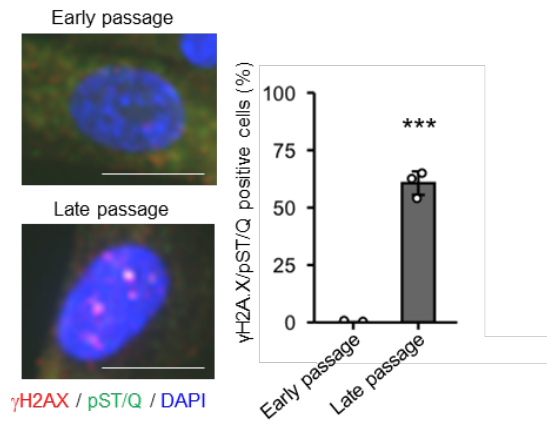 Early passage
Late passage
γH2AX / pST/Q / DAPI
γH2A.X/pST/Q positive cells (%)
100
75
50
25
0
***
Early passage
Late passage